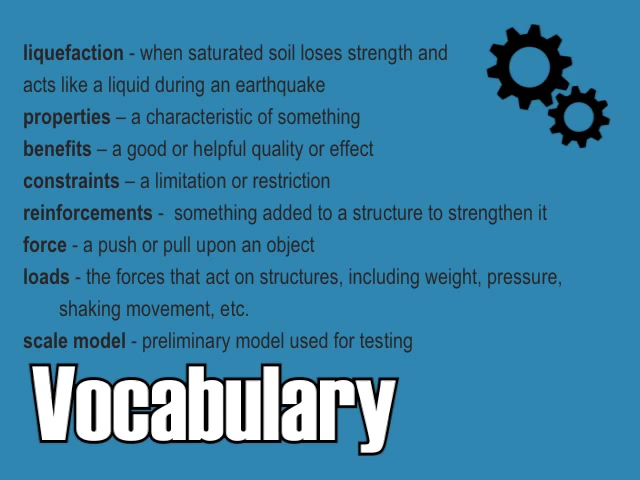 liquefaction - when saturated soil loses strength and
acts like a liquid during an earthquake
properties – a characteristic of something
benefits – a good or helpful quality or effect
constraints – a limitation or restriction
reinforcements -  something added to a structure to strengthen it
force - a push or pull upon an object
loads - the forces that act on structures, including weight, pressure,
shaking movement, etc.
scale model - preliminary model used for testing
Vocabulary